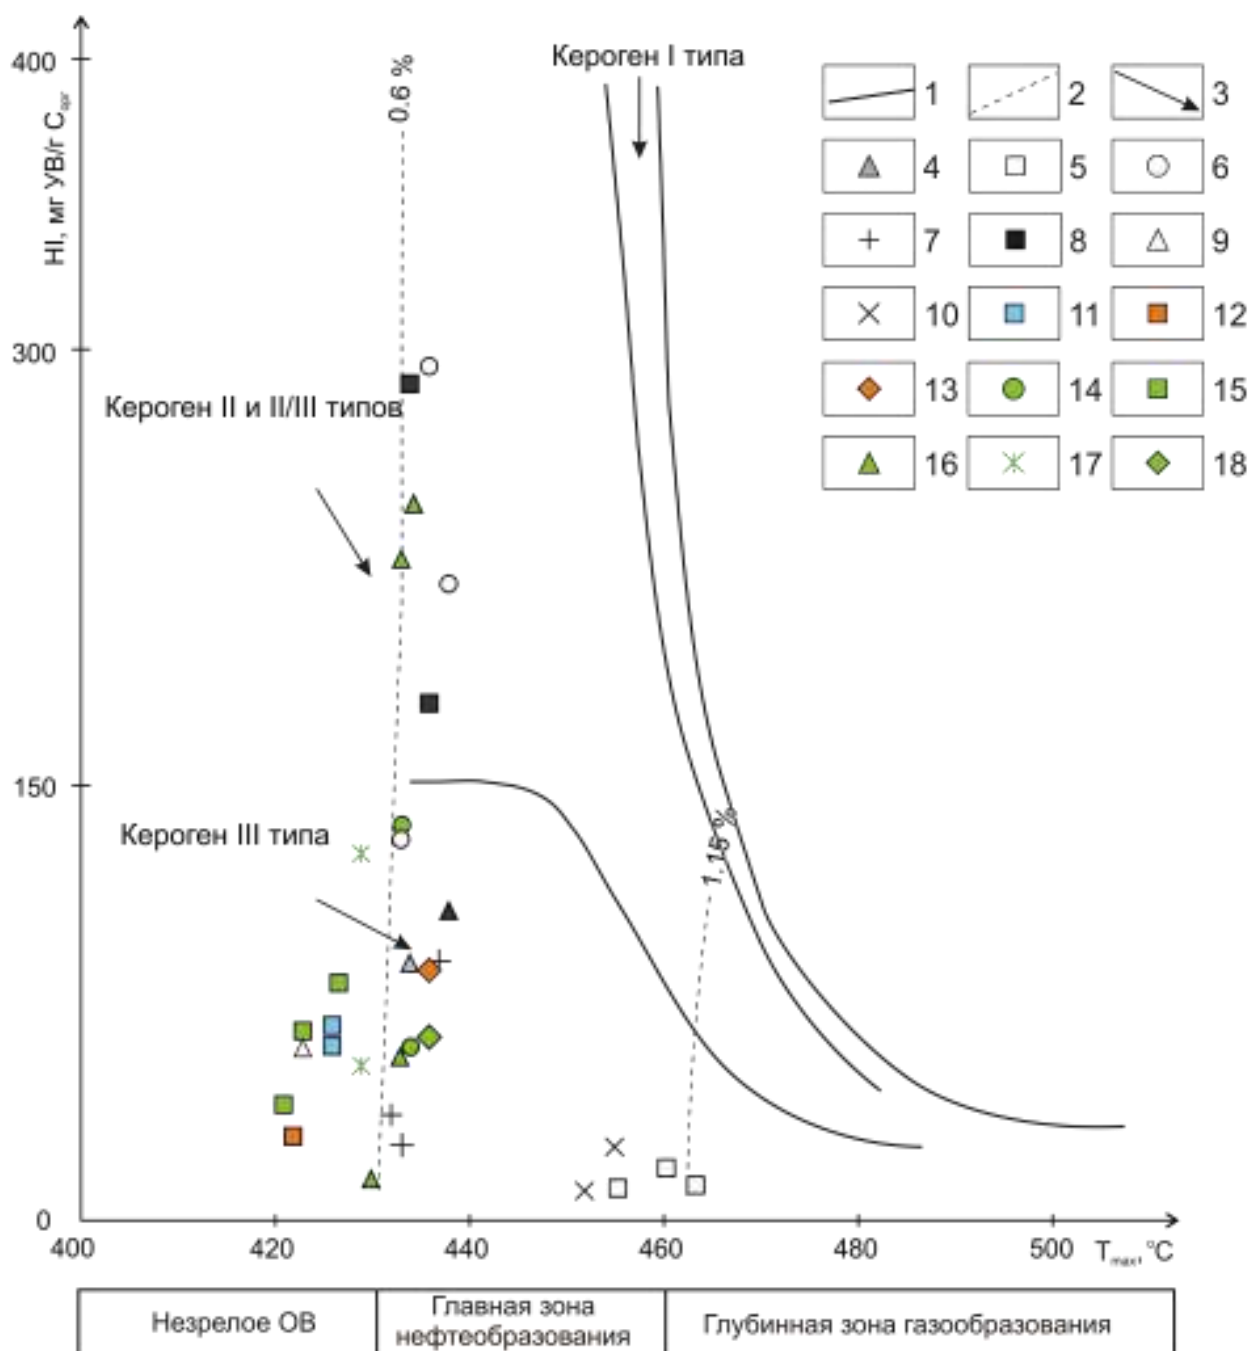 HI, мг УВ/г Cорг
400
300
150
0
0.6 %
Кероген I типа
Кероген II и II/III типов
Кероген III типа
1.15 %
1 2 3
4 5 6
7 8 9
10 11 12
13 14 15
16 17 18
400 420 440 460 480 500 Tmax, °C
Незрелое ОВ
Главная зона
нефтеобразования
Глубинная зона газообразования